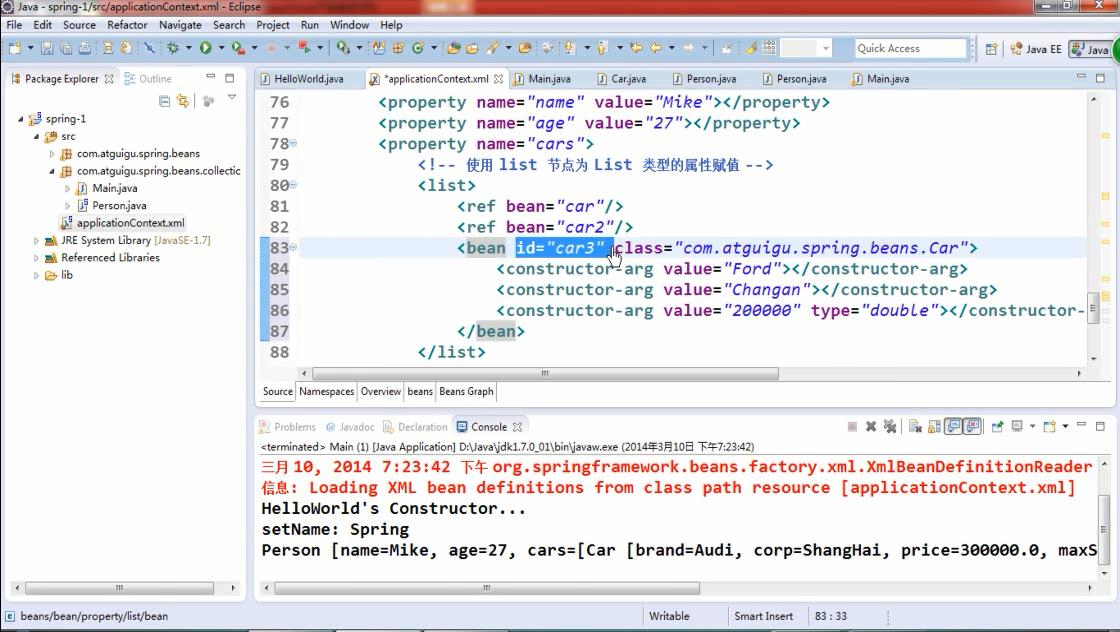 Java - spring-1/src/applicationContext.xml - Eclipse
File Edit Source Refactor Navigate Search Project Run Window Help
Quick Access Java EE Java
Package Explorer Outline
spring-1
src
com.atguigu.spring.beans
com.atguigu.spring.beans.collectic
Main.java
Person.java
applicationContext.xml
JRE System Library [JavaSE-1.7]
Referenced Libraries
lib
HelloWorld.java *applicationContext.xml Main.java Car.java Person.java Person.java Main.java
76 <property name="name" value="Mike"></property>
77 <property name="age" value="27"></property>
78 <property name="cars">
79 <!-- 使用 list 节点为 List 类型的属性赋值 -->
80 <list>
81 <ref bean="car"/>
82 <ref bean="car2"/>
83 <bean id="car3" class="com.atguigu.spring.beans.Car">
84 <constructor-arg value="Ford"></constructor-arg>
85 <constructor-arg value="Changan"></constructor-arg>
86 <constructor-arg value="200000" type="double"></constructor-
87 </bean>
88 </list>
Source Namespaces Overview beans Beans Graph
Problems Javadoc Declaration Console
<terminated> Main (1) [Java Application] D:\Java\jdk1.7.0_01\bin\javaw.exe (2014年3月10日 下午7:23:42)
三月 10, 2014 7:23:42 下午 org.springframework.beans.factory.xml.XmlBeanDefinitionReader
信息: Loading XML bean definitions from class path resource [applicationContext.xml]
HelloWorld's Constructor...
setName: Spring
Person [name=Mike, age=27, cars=[Car [brand=Audi, corp=ShangHai, price=300000.0, maxS
beans/bean/property/list/bean Writable Smart Insert 83 : 33